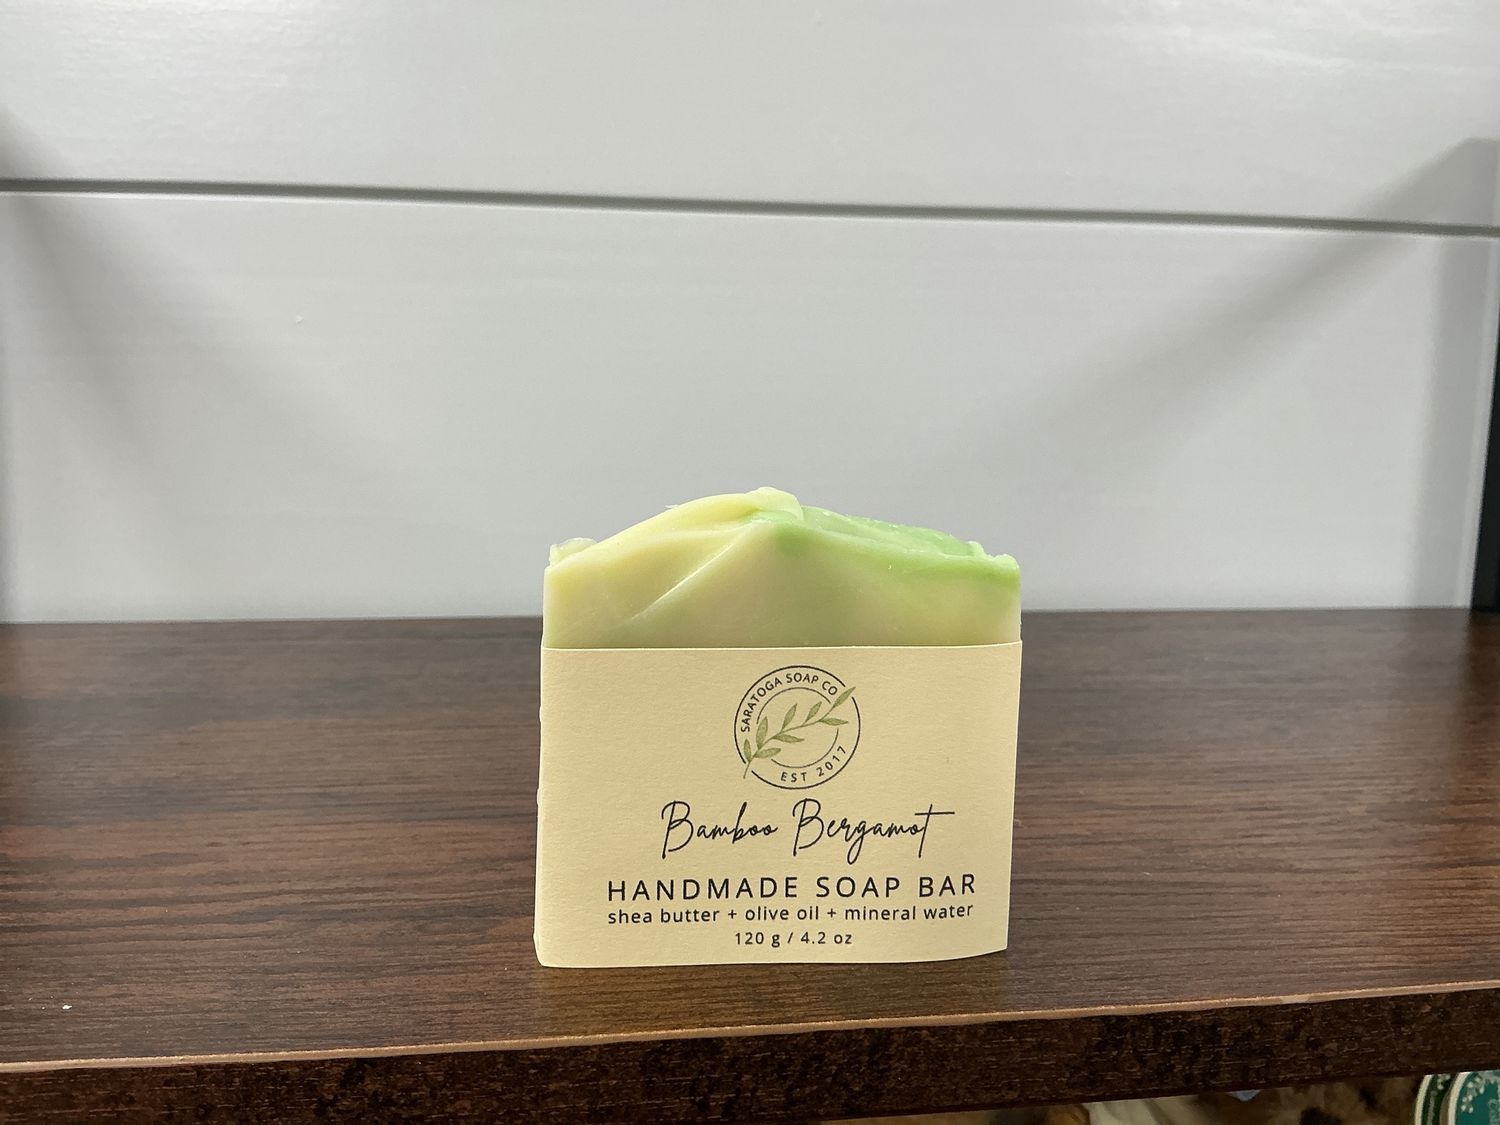 SARATOGA SOAP CO
EST 2017
Bamboo Bergamot
HANDMADE SOAP BAR
shea butter + olive oil + mineral water
120 g / 4.2 oz